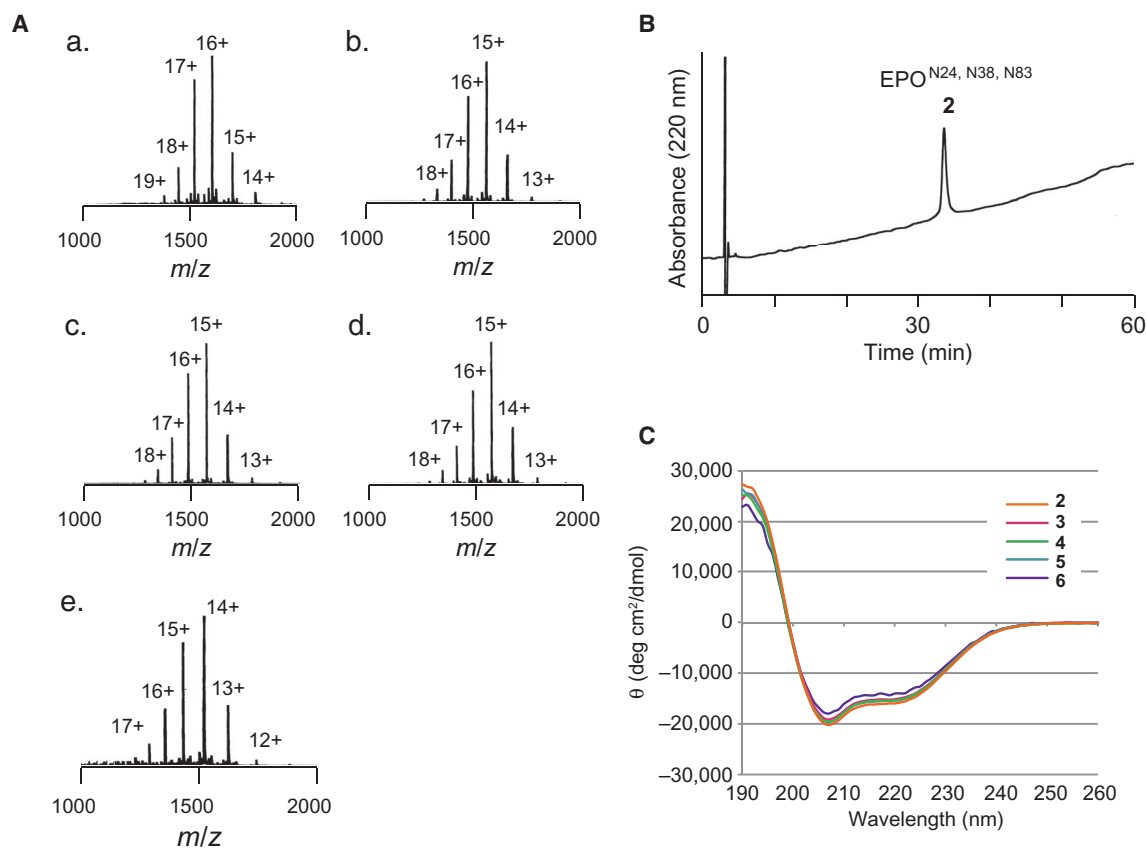 A
a.
19+ 18+ 17+ 16+ 15+ 14+
1000 1500 2000
m/z
b.
18+ 17+ 16+ 15+ 14+ 13+
1000 1500 2000
m/z
c.
18+ 17+ 16+ 15+ 14+ 13+
1000 1500 2000
m/z
d.
18+ 17+ 16+ 15+ 14+ 13+
1000 1500 2000
m/z
e.
17+ 16+ 15+ 14+ 13+ 12+
1000 1500 2000
m/z
B
Absorbance (220 nm)
EPO N24, N38, N83
2
0 30 60
Time (min)
C
θ (deg cm²/dmol)
30,000
20,000
10,000
0
–10,000
–20,000
–30,000
2
3
4
5
6
190 200 210 220 230 240 250 260
Wavelength (nm)